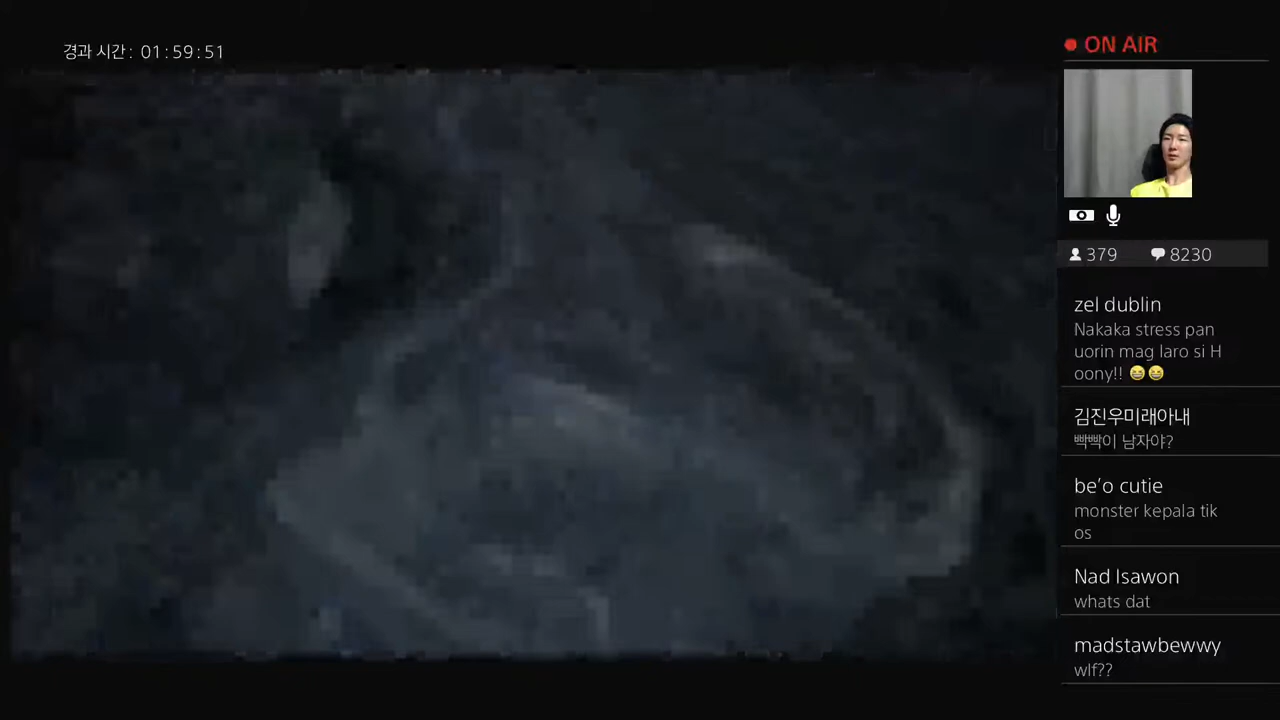 경과 시간: 01:59:51
ON AIR
379 8230
zel dublin
Nakaka stress pan
uorin mag laro si H
oony!! 😆😆
김진우미래아내
빡빡이 남자야?
be'o cutie
monster kepala tik
os
Nad Isawon
whats dat
madstawbewwy
wlf??